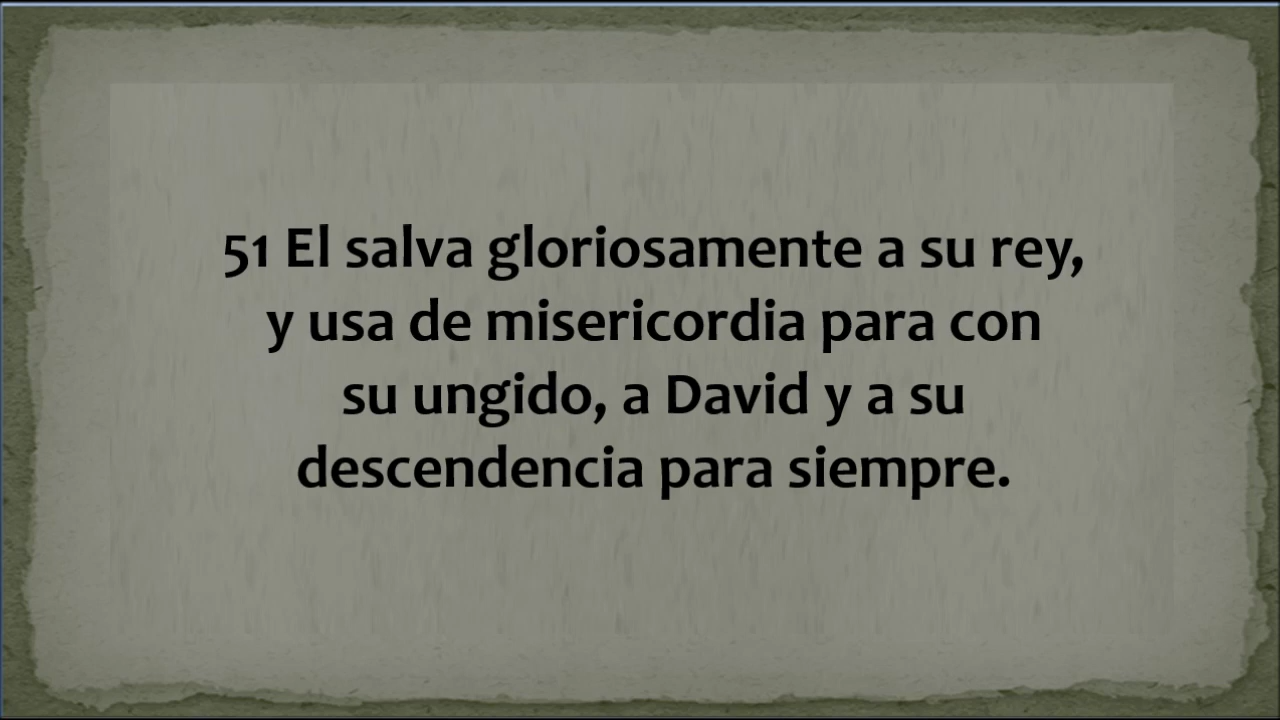 51 El salva gloriosamente a su rey,
y usa de misericordia para con
su ungido, a David y a su
descendencia para siempre.